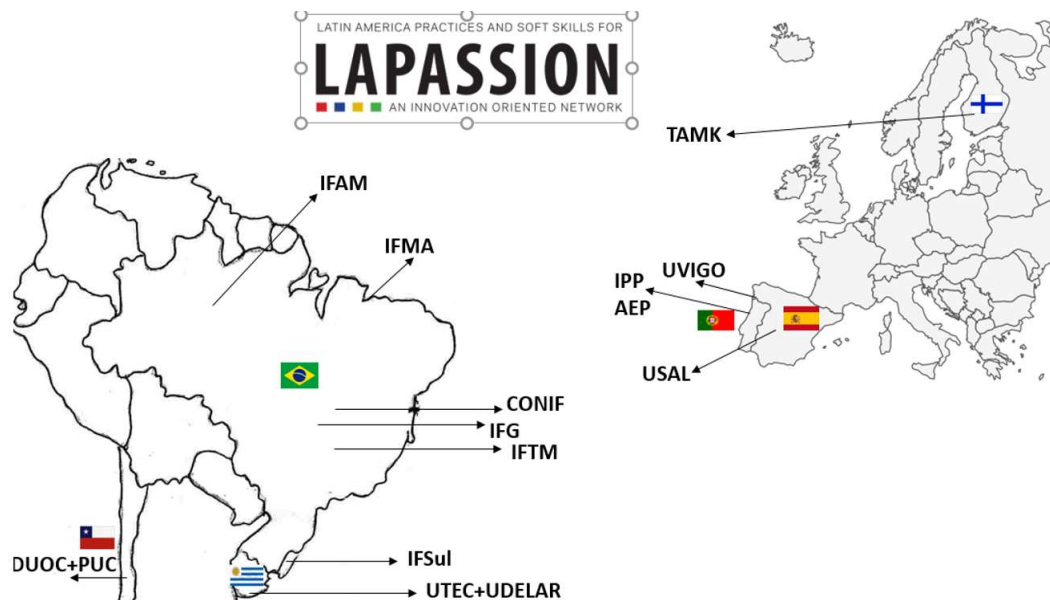 LATIN AMERICA PRACTICES AND SOFT SKILLS FOR
LAPASSION
AN INNOVATION ORIENTED NETWORK
TAMK
IFAM
IFMA
UVIGO
IPP
AEP
USAL
CONIF
IFG
IFTM
DUOC+PUC
IFSul
UTEC+UDELAR